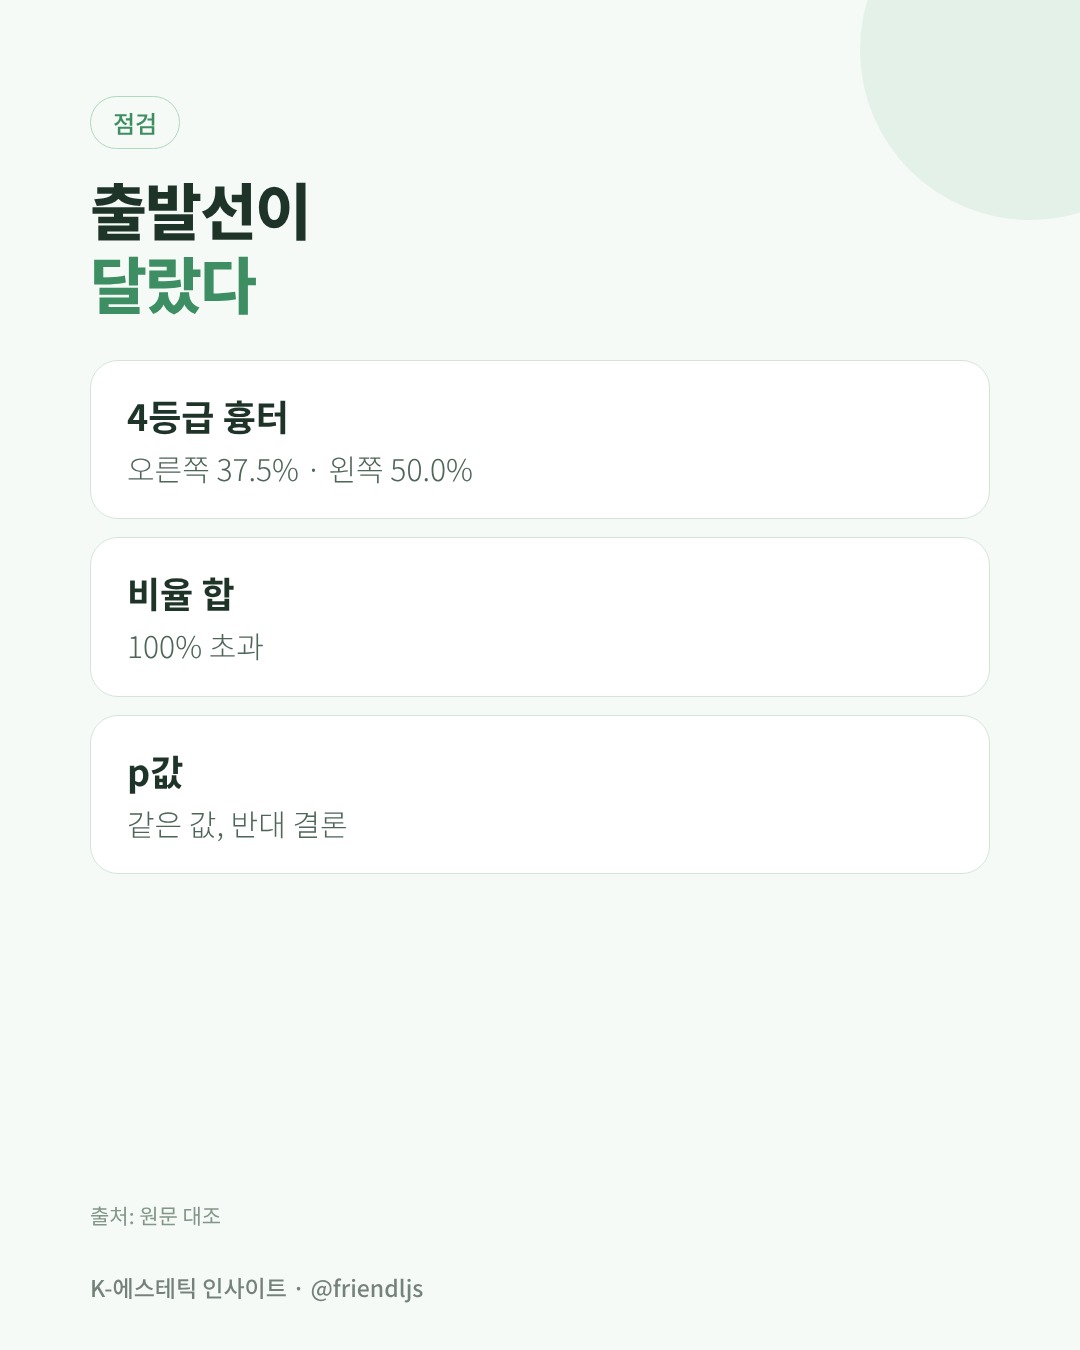 점검
출발선이
달랐다
4등급 흉터
오른쪽 37.5% · 왼쪽 50.0%
비율 합
100% 초과
p값
같은 값, 반대 결론
출처: 원문 대조
K-에스테틱 인사이트 · @friendljs